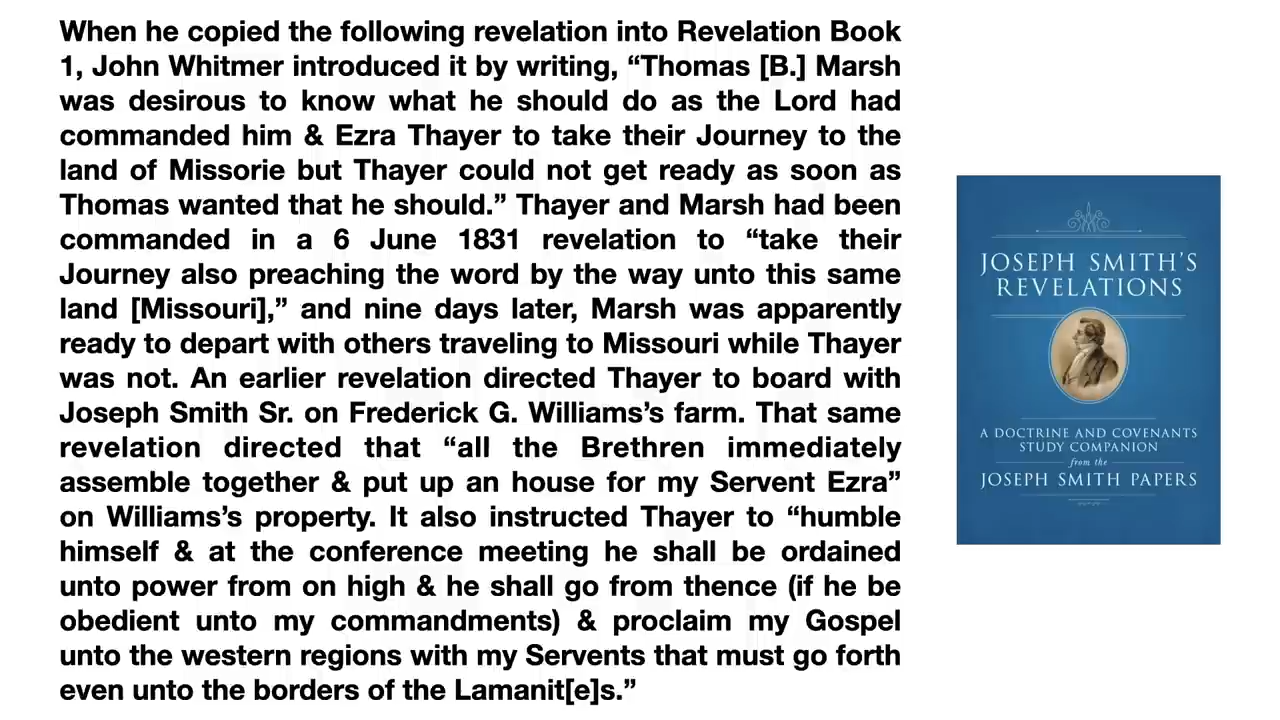 When he copied the following revelation into Revelation Book
1, John Whitmer introduced it by writing, “Thomas [B.] Marsh
was desirous to know what he should do as the Lord had
commanded him & Ezra Thayer to take their Journey to the
land of Missorie but Thayer could not get ready as soon as
Thomas wanted that he should.” Thayer and Marsh had been
commanded in a 6 June 1831 revelation to “take their
Journey also preaching the word by the way unto this same
land [Missouri],” and nine days later, Marsh was apparently
ready to depart with others traveling to Missouri while Thayer
was not. An earlier revelation directed Thayer to board with
Joseph Smith Sr. on Frederick G. Williams’s farm. That same
revelation directed that “all the Brethren immediately
assemble together & put up an house for my Servent Ezra”
on Williams’s property. It also instructed Thayer to “humble
himself & at the conference meeting he shall be ordained
unto power from on high & he shall go from thence (if he be
obedient unto my commandments) & proclaim my Gospel
unto the western regions with my Servents that must go forth
even unto the borders of the Lamanit[e]s.”
JOSEPH SMITH’S
REVELATIONS
A DOCTRINE AND COVENANTS
STUDY COMPANION
from the
JOSEPH SMITH PAPERS